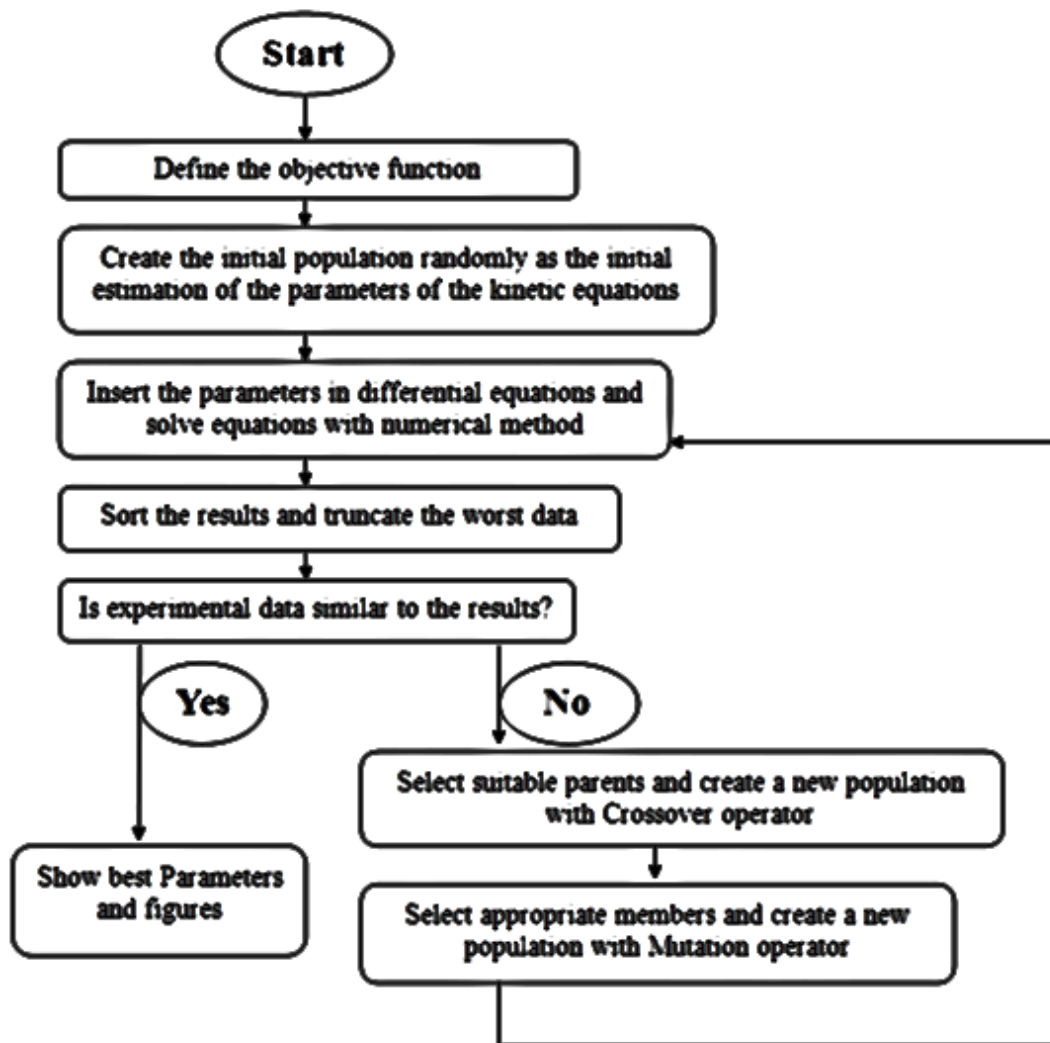 Start
Define the objective function
Create the initial population randomly as the initial
estimation of the parameters of the kinetic equations
Insert the parameters in differential equations and
solve equations with numerical method
Sort the results and truncate the worst data
Is experimental data similar to the results?
Yes
No
Select suitable parents and create a new population
with Crossover operator
Show best Parameters
and figures
Select appropriate members and create a new
population with Mutation operator